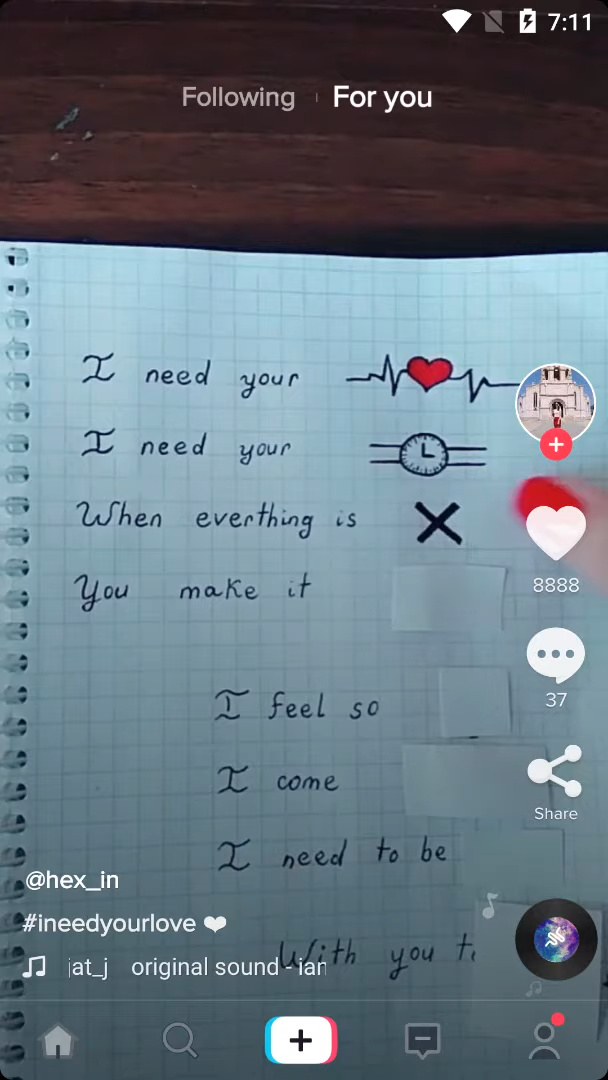 7:11
Following
For you
I need your
I need your
When everthing is
You make it
I feel so
I come
I need to be
With you
8888
37
Share
@hex_in
#ineedyourlove ❤
iat_j original sound - ian